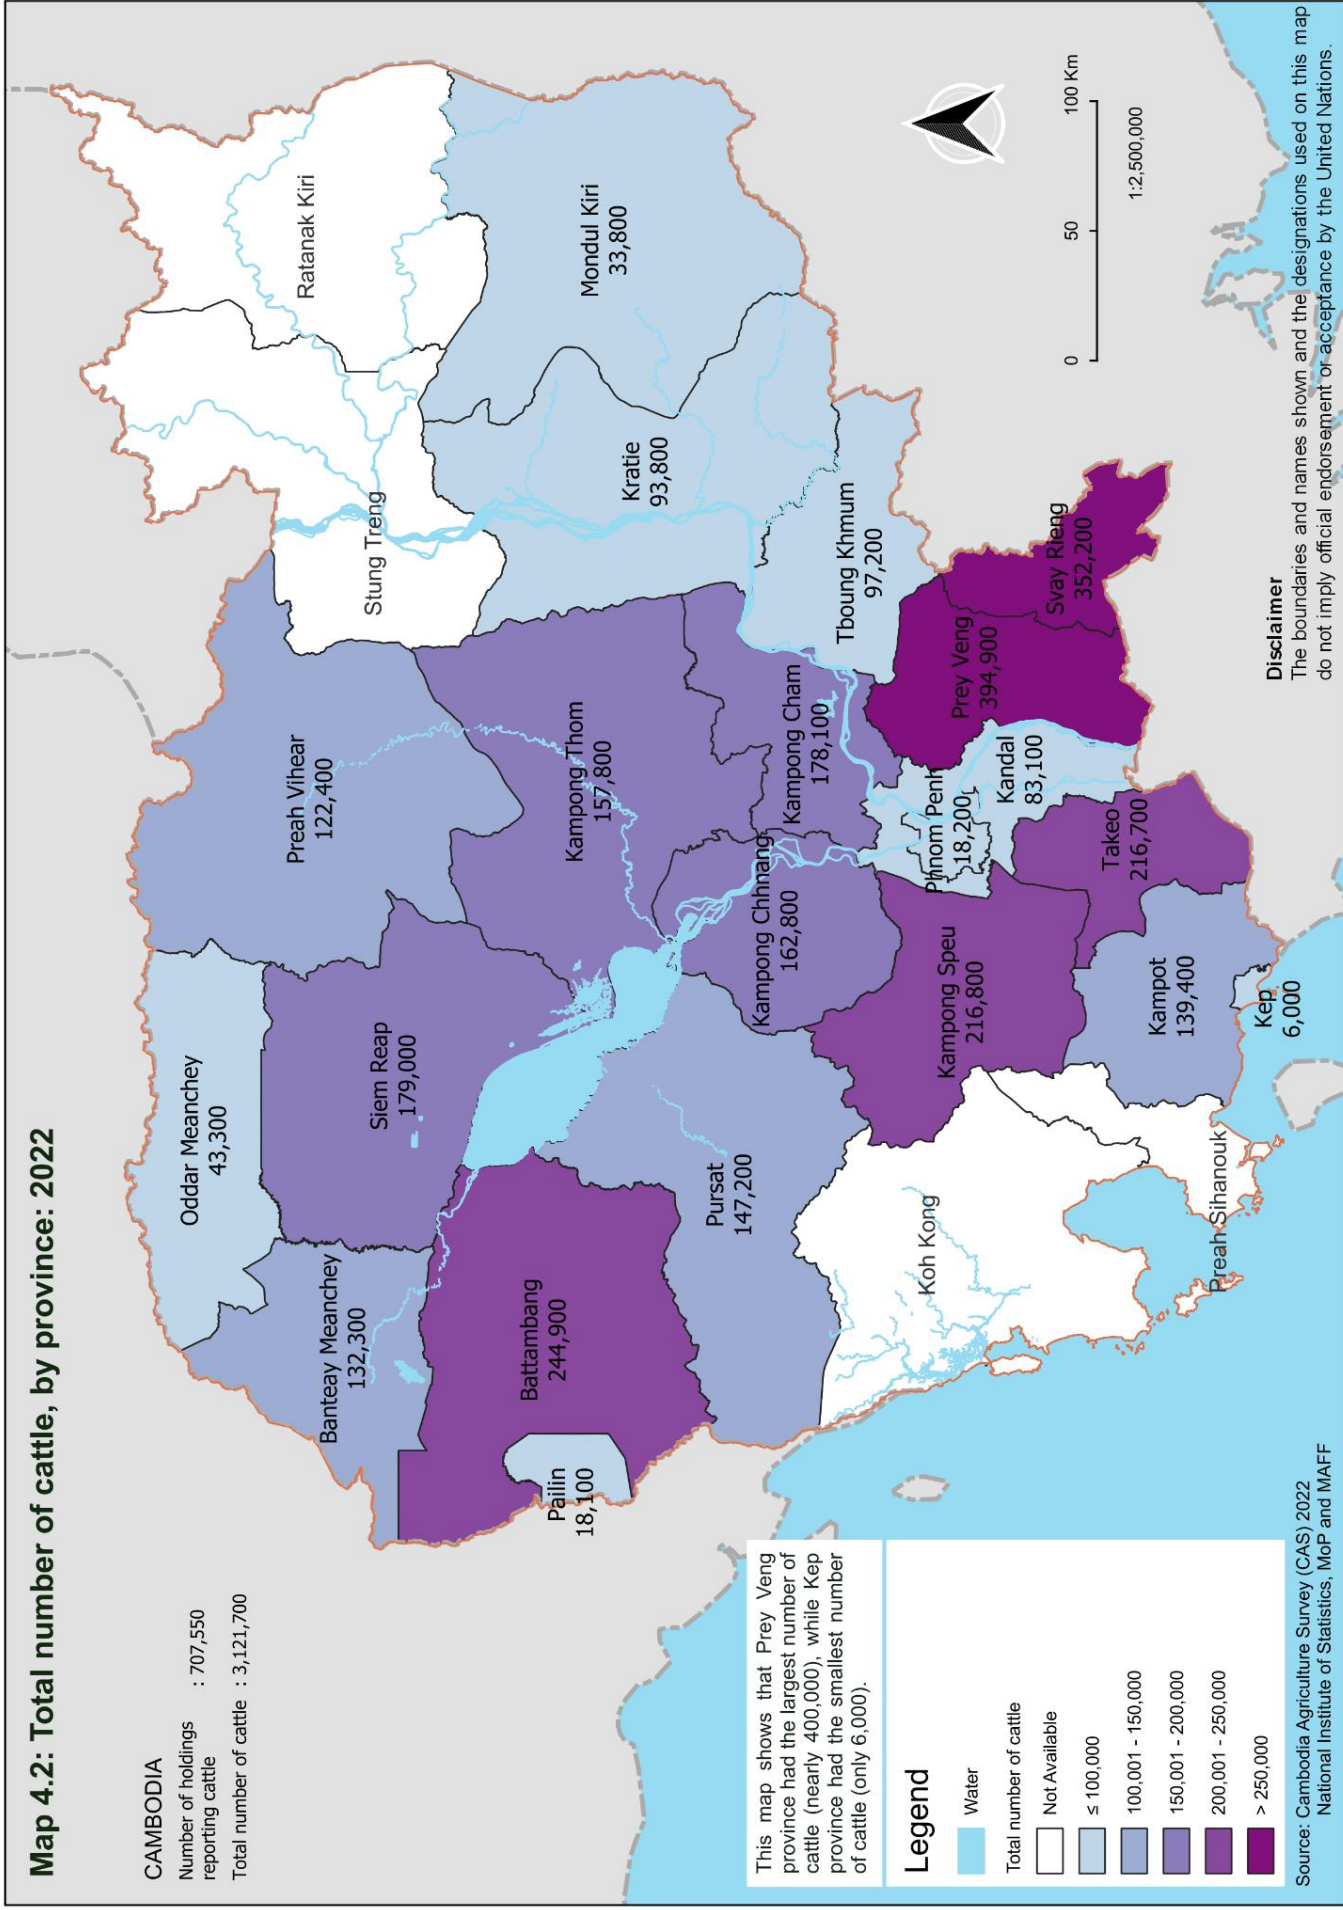 Map 4.2: Total number of cattle, by province: 2022
CAMBODIA
Number of holdings
reporting cattle : 707,550
Total number of cattle : 3,121,700
Oddar Meanchey
43,300
Preah Vihear
122,400
Stung Treng
Ratanak Kiri
Banteay Meanchey
132,300
Siem Reap
179,000
Battambang
244,900
Pailin
18,100
Kampong Thom
157,800
Kratie
93,800
Mondul Kiri
33,800
Pursat
147,200
Kampong Chhnang
162,800
Kampong Cham
178,100
Tboung Khmum
97,200
Koh Kong
Kampong Speu
216,800
Phnom Penh
18,200
Kandal
83,100
Prey Veng
394,900
Svay Rieng
352,200
Takeo
216,700
Kampot
139,400
Kep
6,000
Preah Sihanouk
This map shows that Prey Veng
province had the largest number of
cattle (nearly 400,000), while Kep
province had the smallest number
of cattle (only 6,000).
Legend
Water
Total number of cattle
Not Available
≤ 100,000
100,001 - 150,000
150,001 - 200,000
200,001 - 250,000
> 250,000
0 50 100 Km
1:2,500,000
Source: Cambodia Agriculture Survey (CAS) 2022
National Institute of Statistics, MoP and MAFF
Disclaimer
The boundaries and names shown and the designations used on this map
do not imply official endorsement or acceptance by the United Nations.